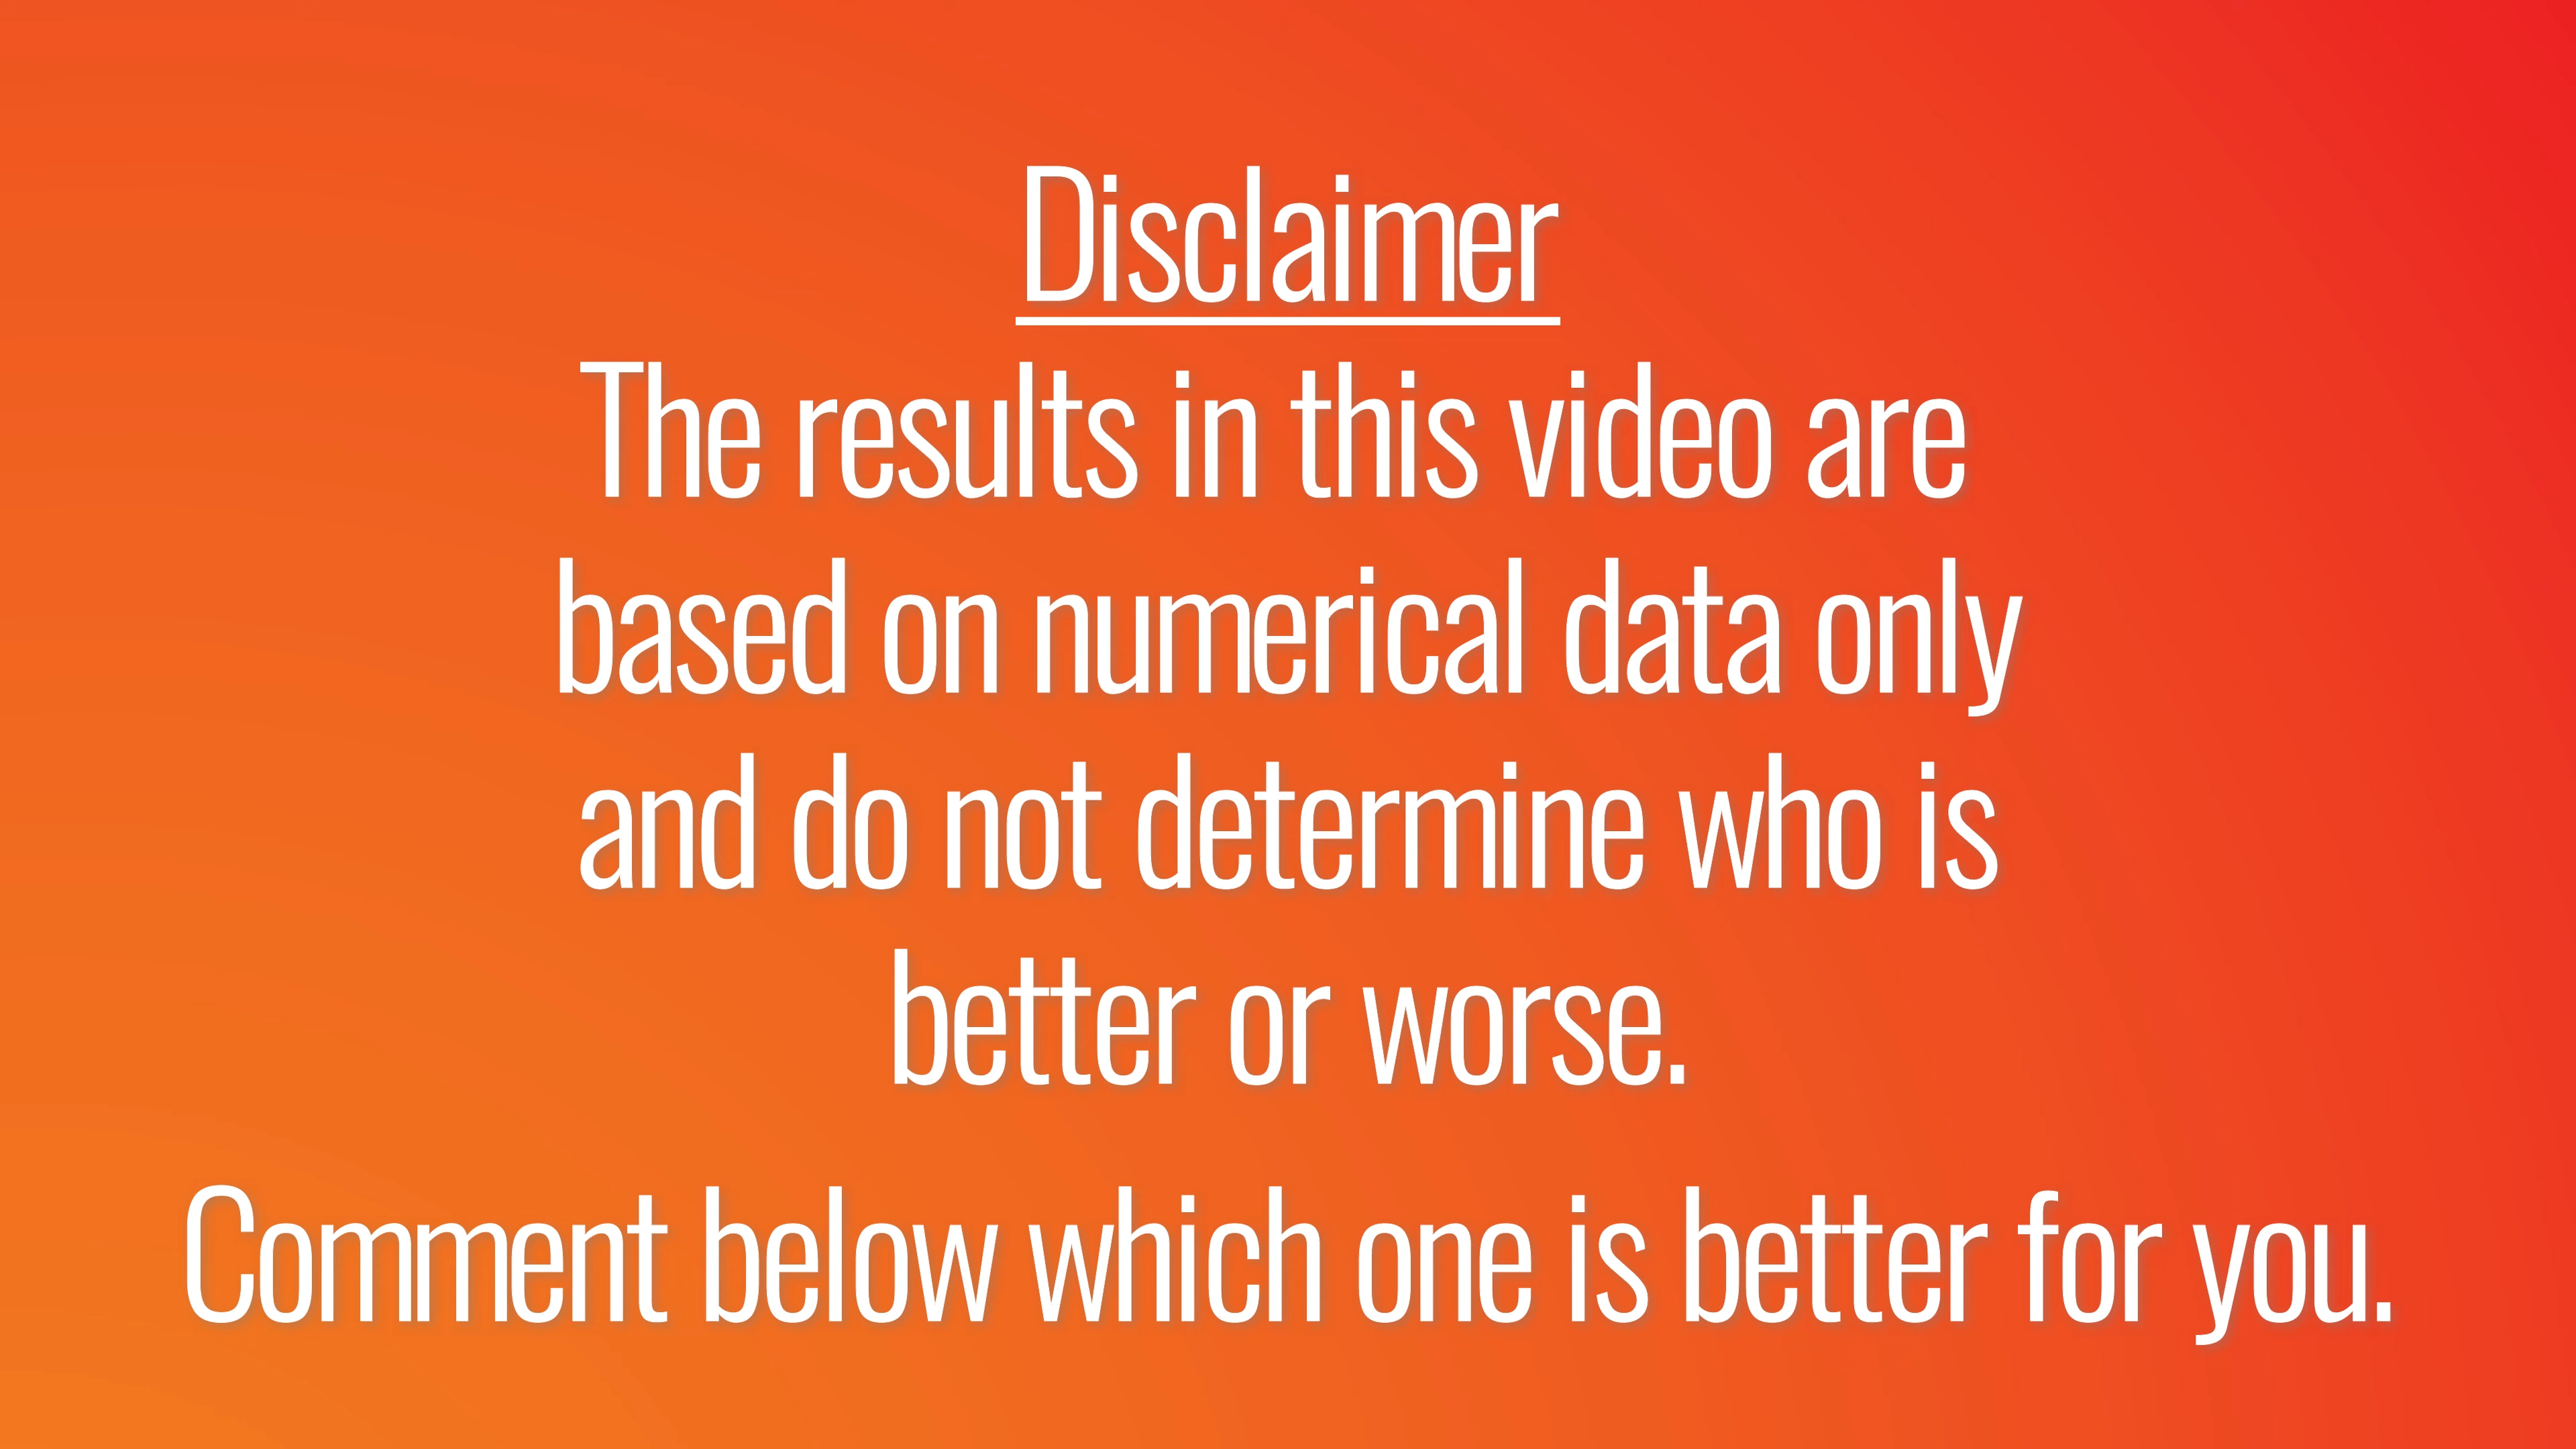 Disclaimer
The results in this video are
based on numerical data only
and do not determine who is
better or worse.
Comment below which one is better for you.